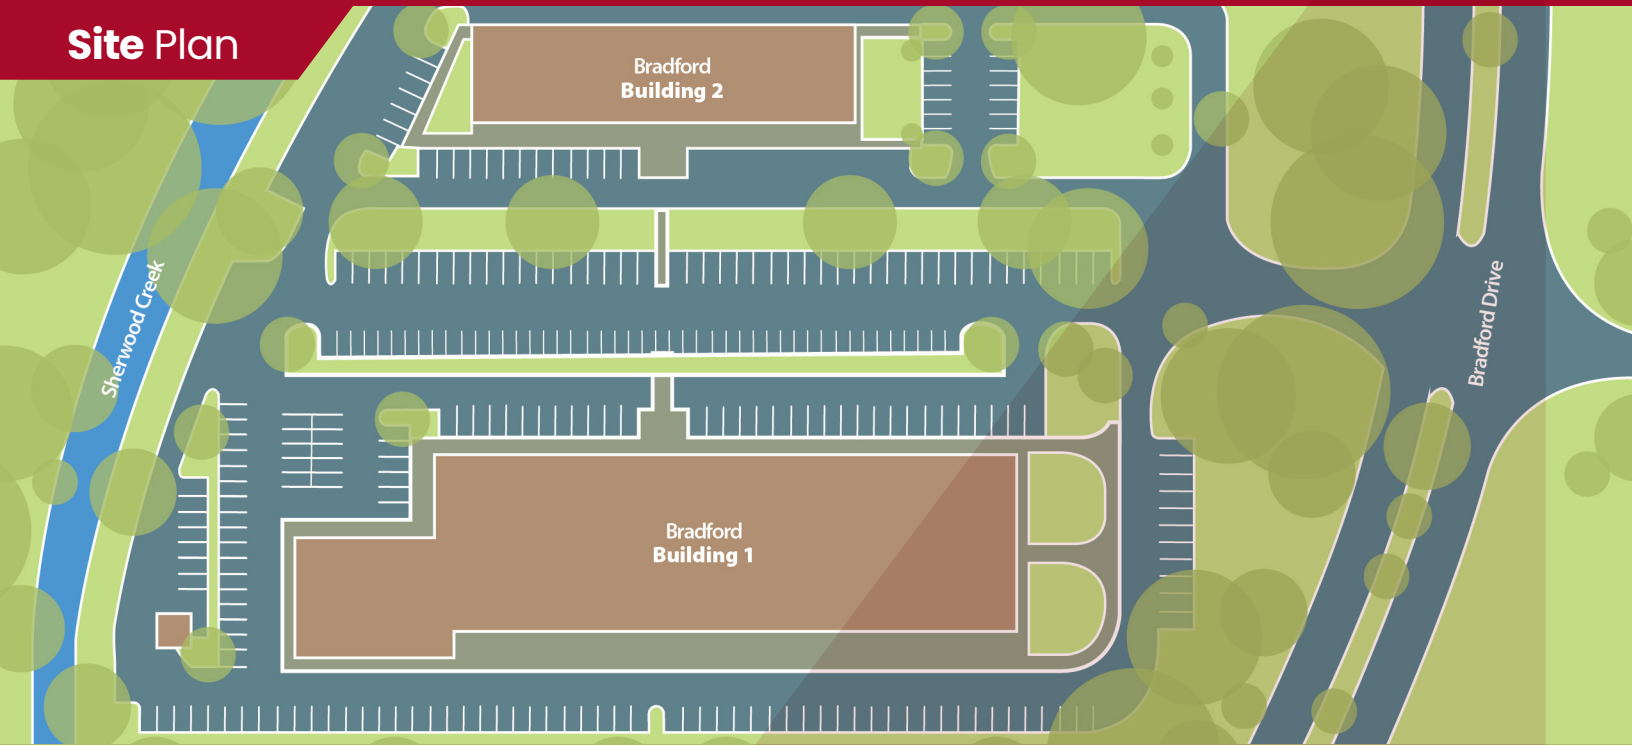 Site Plan
Bradford
Building 2
Sherwood Creek
Bradford Drive
Bradford
Building 1